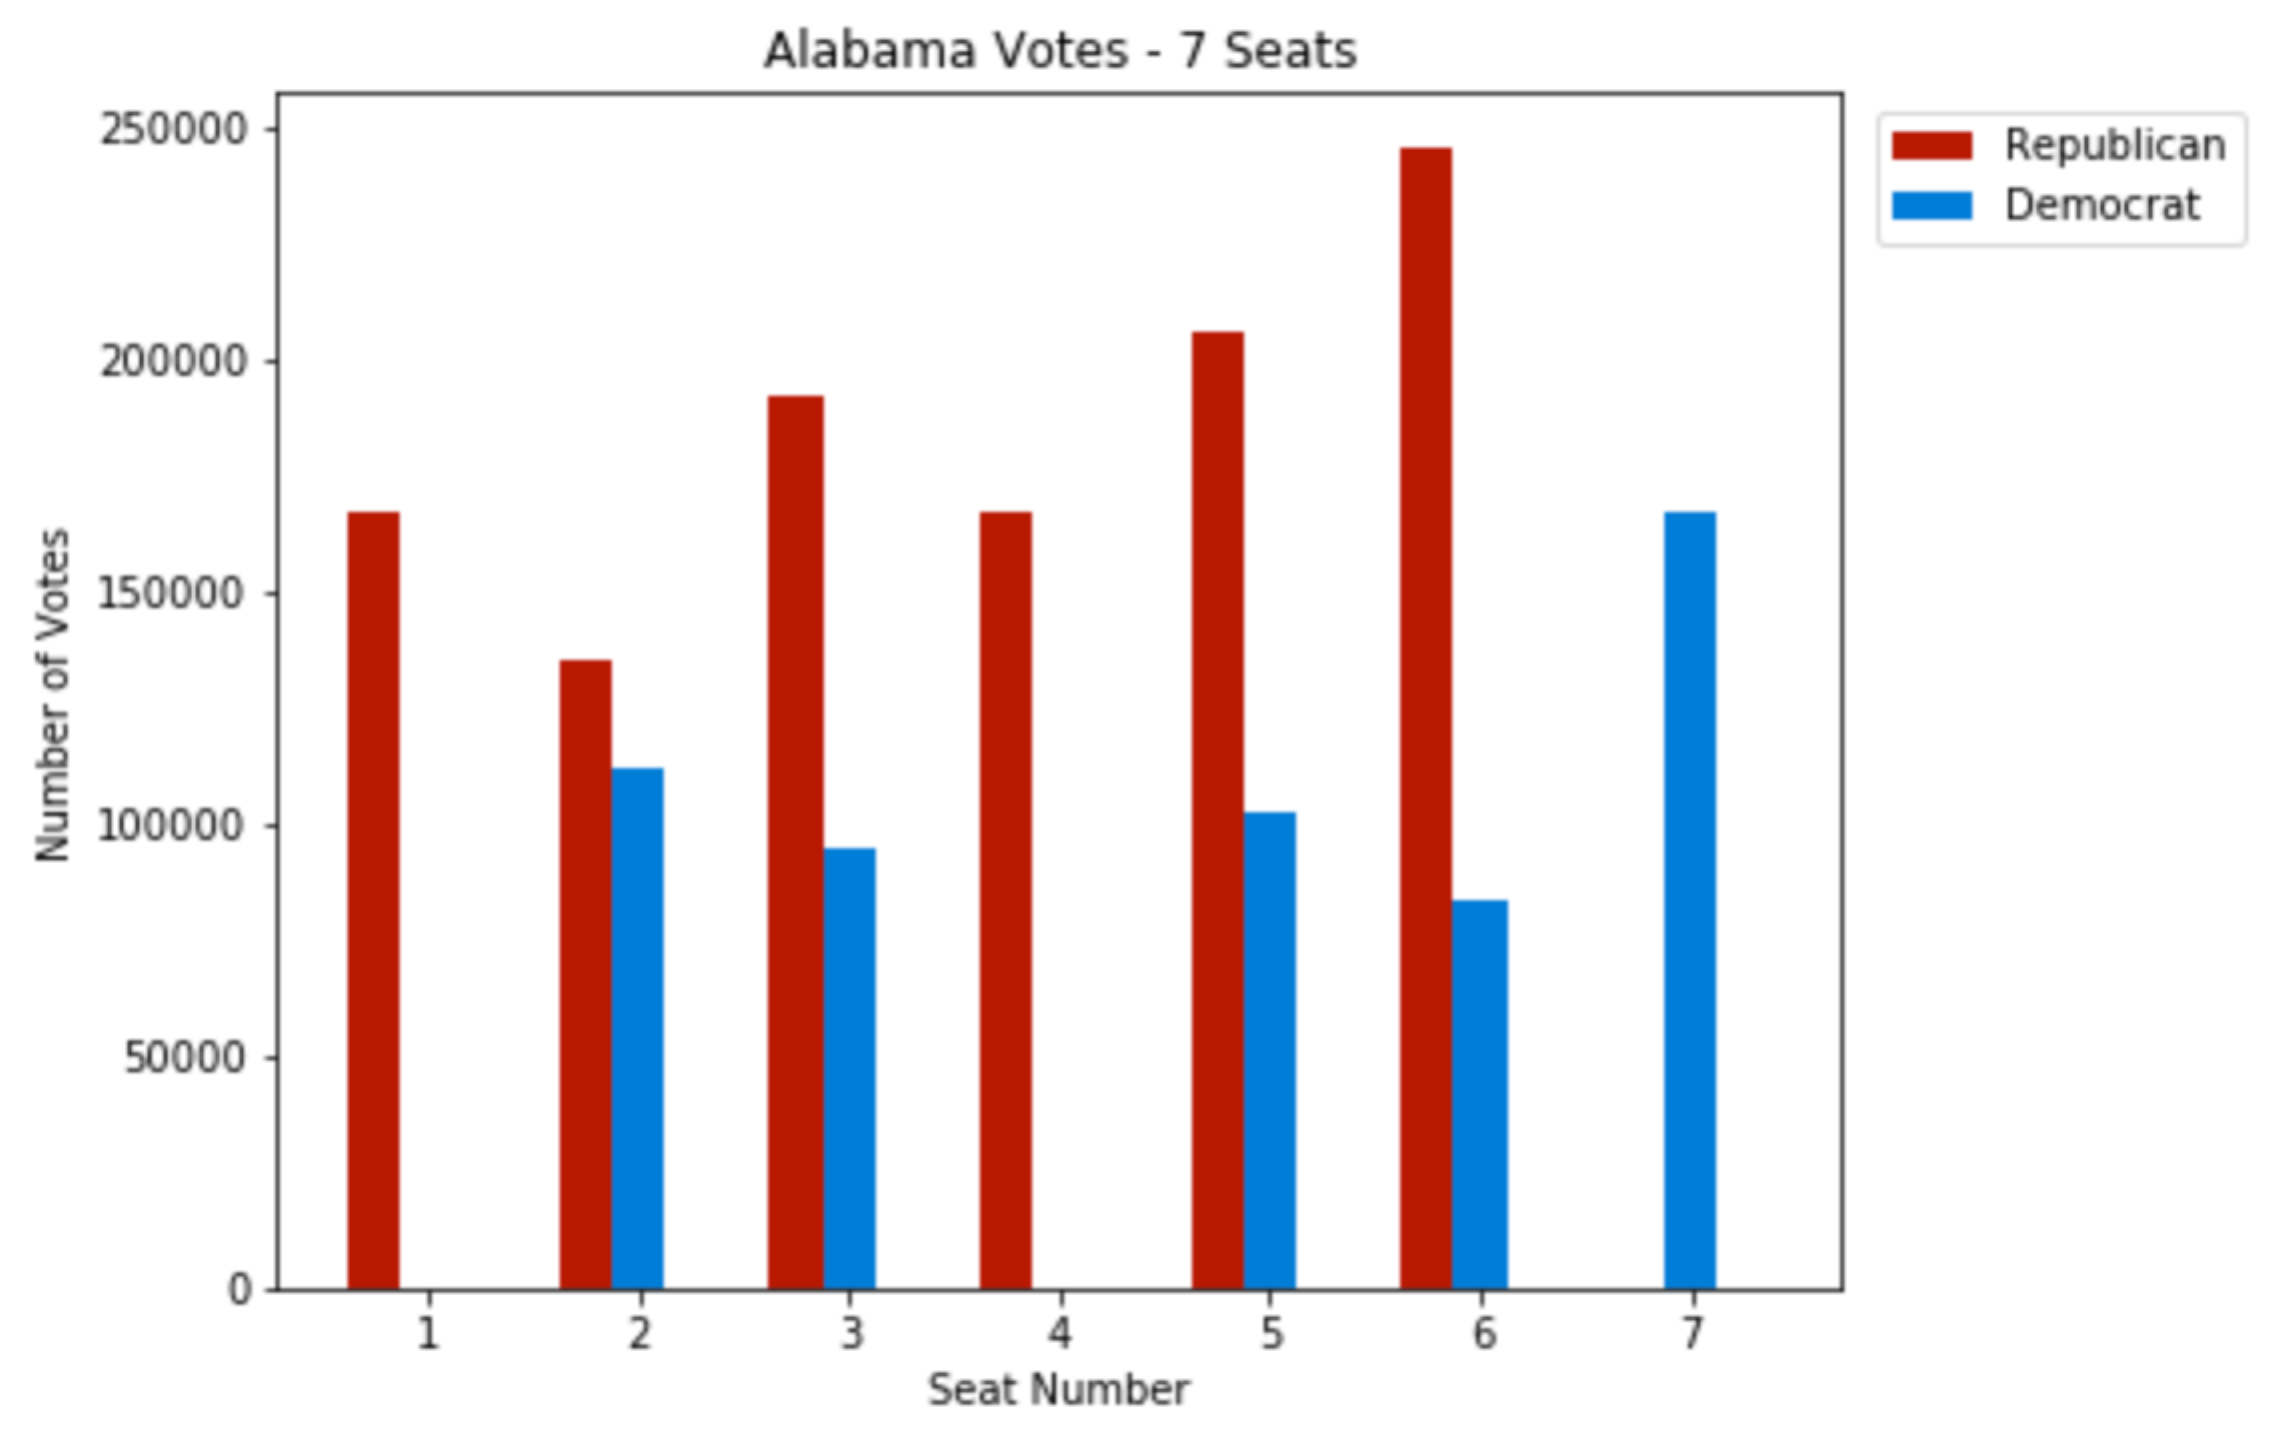 Alabama Votes - 7 Seats
250000
200000
150000
100000
50000
0
Number of Votes
1 2 3 4 5 6 7
Seat Number
Republican
Democrat